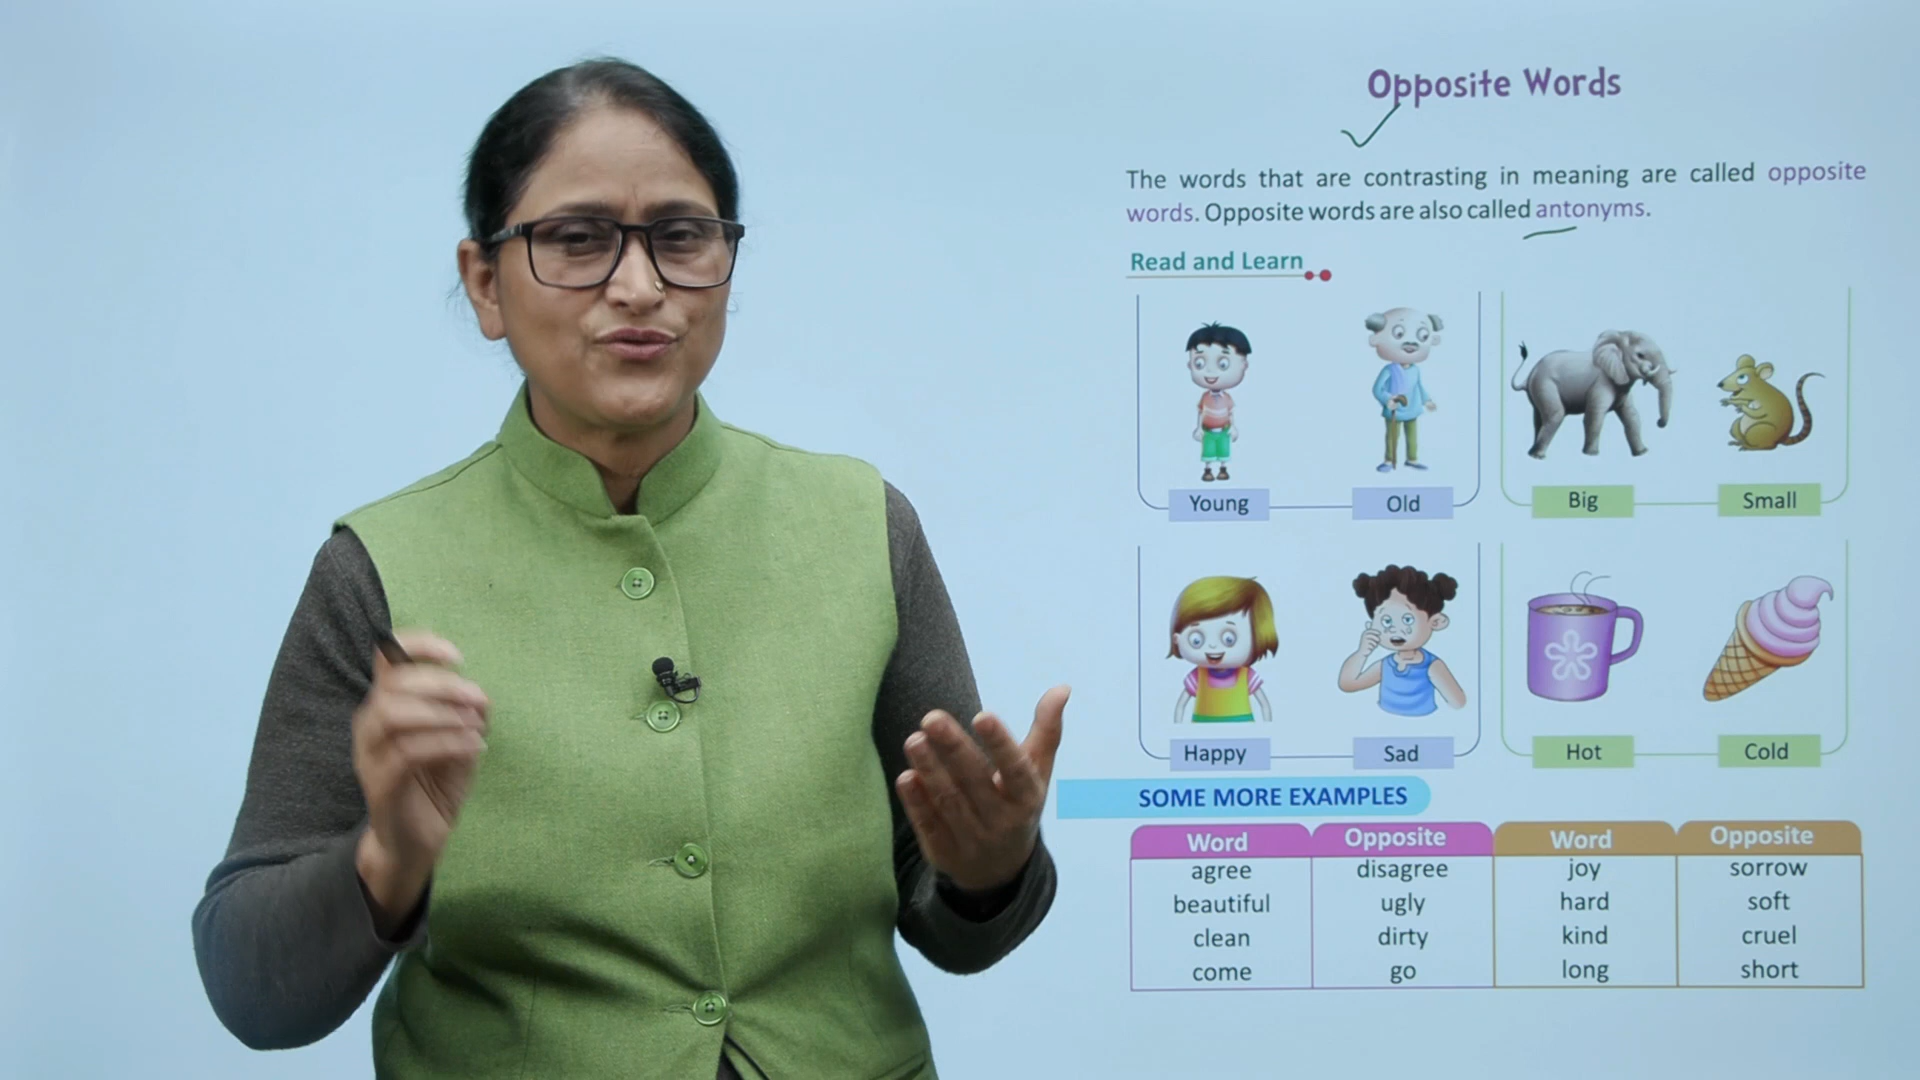 Opposite Words
The words that are contrasting in meaning are called opposite
words. Opposite words are also called antonyms.
Read and Learn
Young Old Big Small
Happy Sad Hot Cold
SOME MORE EXAMPLES
Word Opposite Word Opposite
agree disagree joy sorrow
beautiful ugly hard soft
clean dirty kind cruel
come go long short